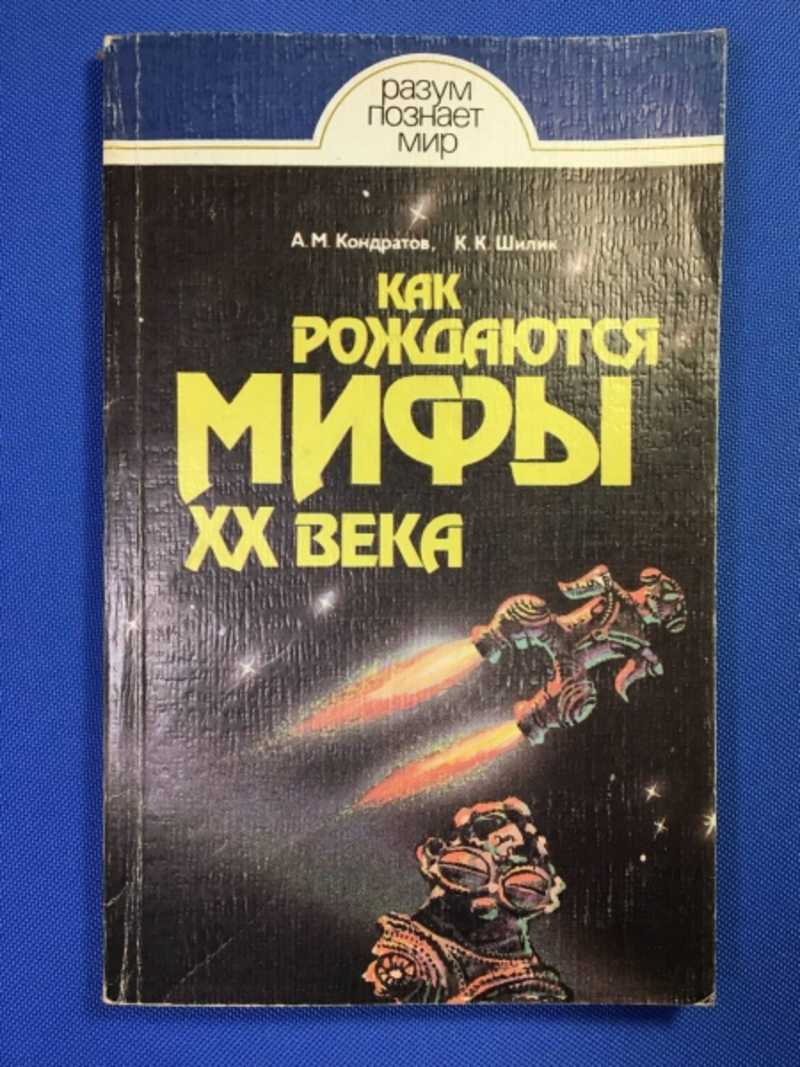 разум
познает
мир
А.М. Кондратов, К.К. Шилик
КАК
РОЖДАЮТСЯ
МИФЫ
XX ВЕКА